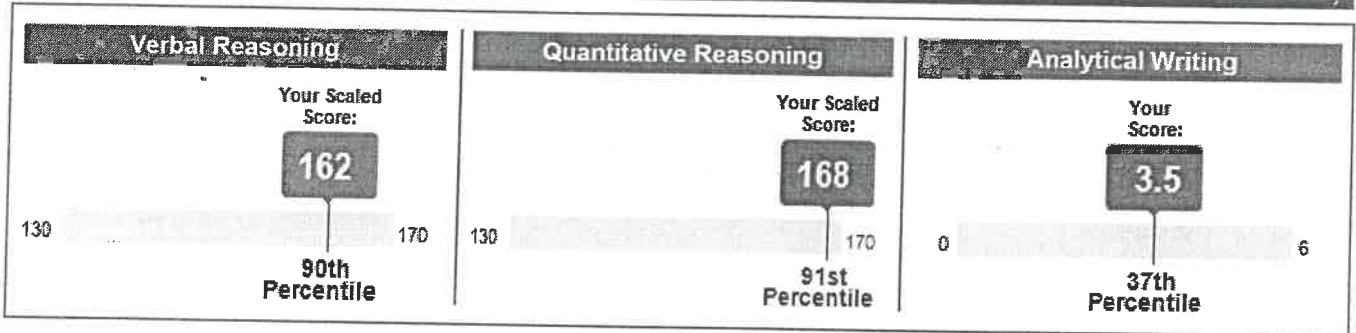 Verbal Reasoning
Your Scaled
Score:
162
130
170
90th
Percentile
Quantitative Reasoning
Your Scaled
Score:
168
130
170
91st
Percentile
Analytical Writing
Your
Score:
3.5
0
6
37th
Percentile